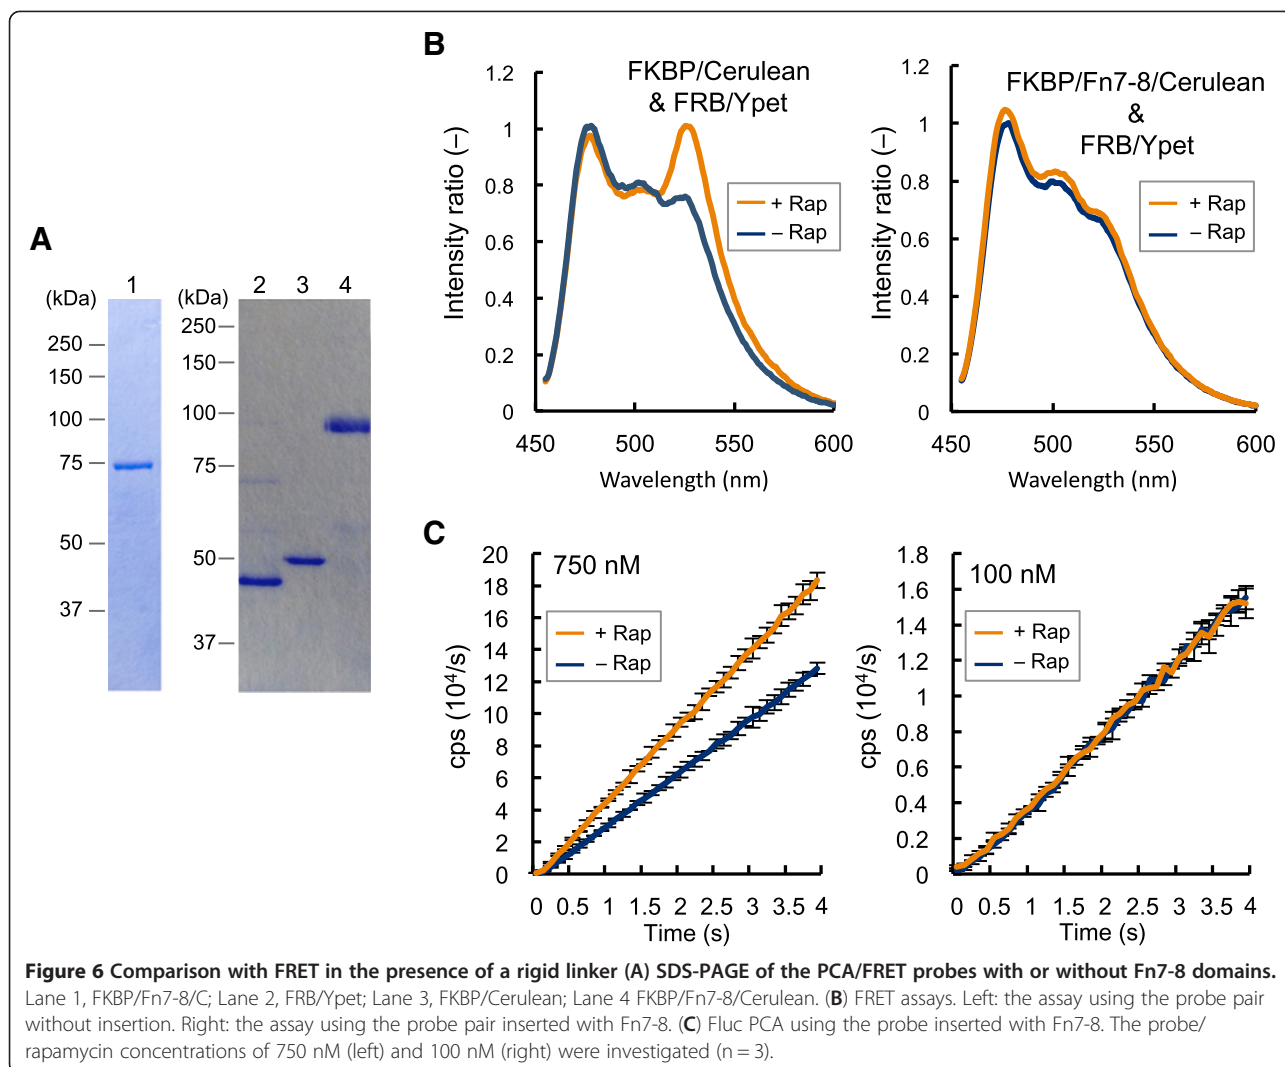 A
(kDa)
1
250
150
100
75
50
37
(kDa)
2 3 4
250
150
100
75
50
37
B
FKBP/Cerulean
& FRB/Ypet
+ Rap
– Rap
Intensity ratio (–)
1.2
1
0.8
0.6
0.4
0.2
0
450 500 550 600
Wavelength (nm)
FKBP/Fn7-8/Cerulean
&
FRB/Ypet
+ Rap
– Rap
Intensity ratio (–)
1.2
1
0.8
0.6
0.4
0.2
0
450 500 550 600
Wavelength (nm)
C
750 nM
+ Rap
– Rap
cps (10⁴/s)
20
18
16
14
12
10
8
6
4
2
0
0 0.5 1 1.5 2 2.5 3 3.5 4
Time (s)
100 nM
+ Rap
– Rap
cps (10⁴/s)
1.8
1.6
1.4
1.2
1
0.8
0.6
0.4
0.2
0
0 0.5 1 1.5 2 2.5 3 3.5 4
Time (s)
Figure 6 Comparison with FRET in the presence of a rigid linker (A) SDS-PAGE of the PCA/FRET probes with or without Fn7-8 domains.
Lane 1, FKBP/Fn7-8/C; Lane 2, FRB/Ypet; Lane 3, FKBP/Cerulean; Lane 4 FKBP/Fn7-8/Cerulean. (B) FRET assays. Left: the assay using the probe pair
without insertion. Right: the assay using the probe pair inserted with Fn7-8. (C) Fluc PCA using the probe inserted with Fn7-8. The probe/
rapamycin concentrations of 750 nM (left) and 100 nM (right) were investigated (n = 3).